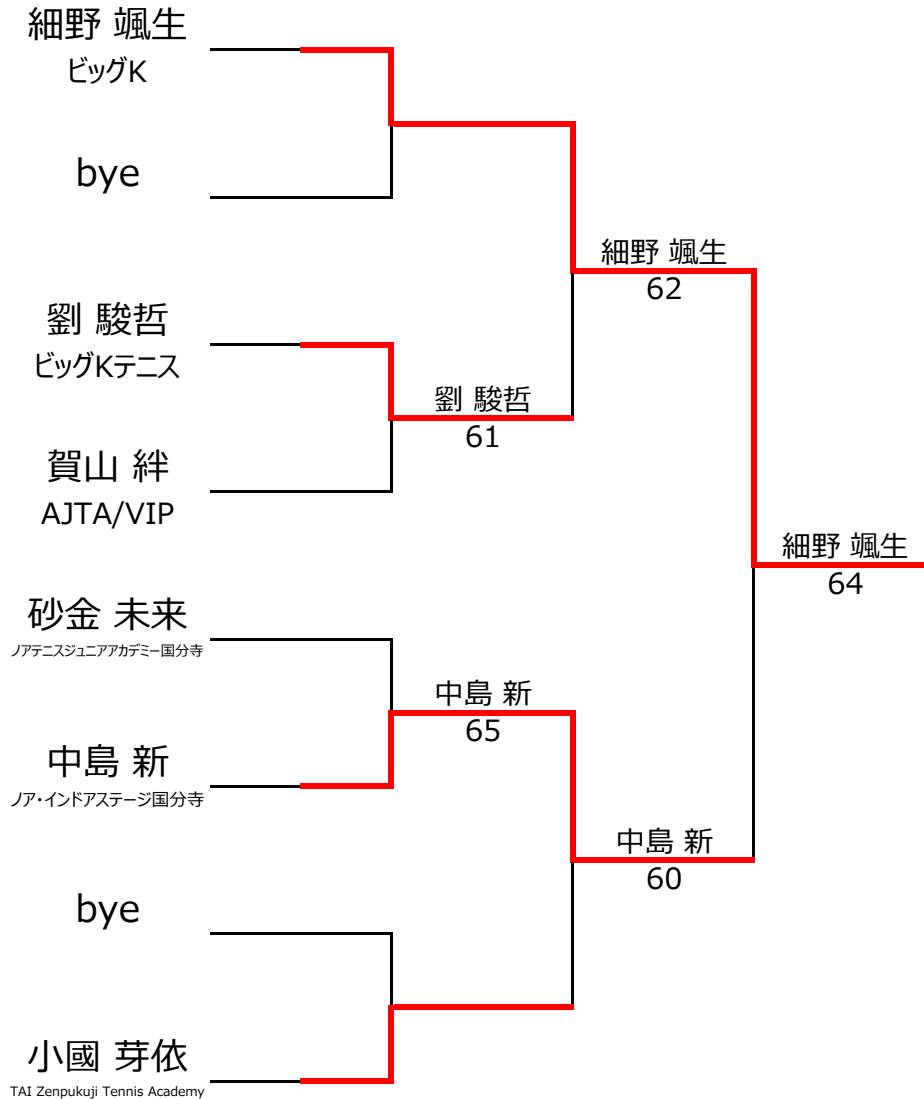 細野 颯生
ビッグK
bye
劉 駿哲
ビッグKテニス
賀山 絆
AJTA/VIP
砂金 未来
ノアテニスジュニアアカデミー国分寺
中島 新
ノア・インドアステージ国分寺
bye
小國 芽依
TAI Zenpukuji Tennis Academy
劉 駿哲
61
中島 新
65
細野 颯生
62
中島 新
60
細野 颯生
64